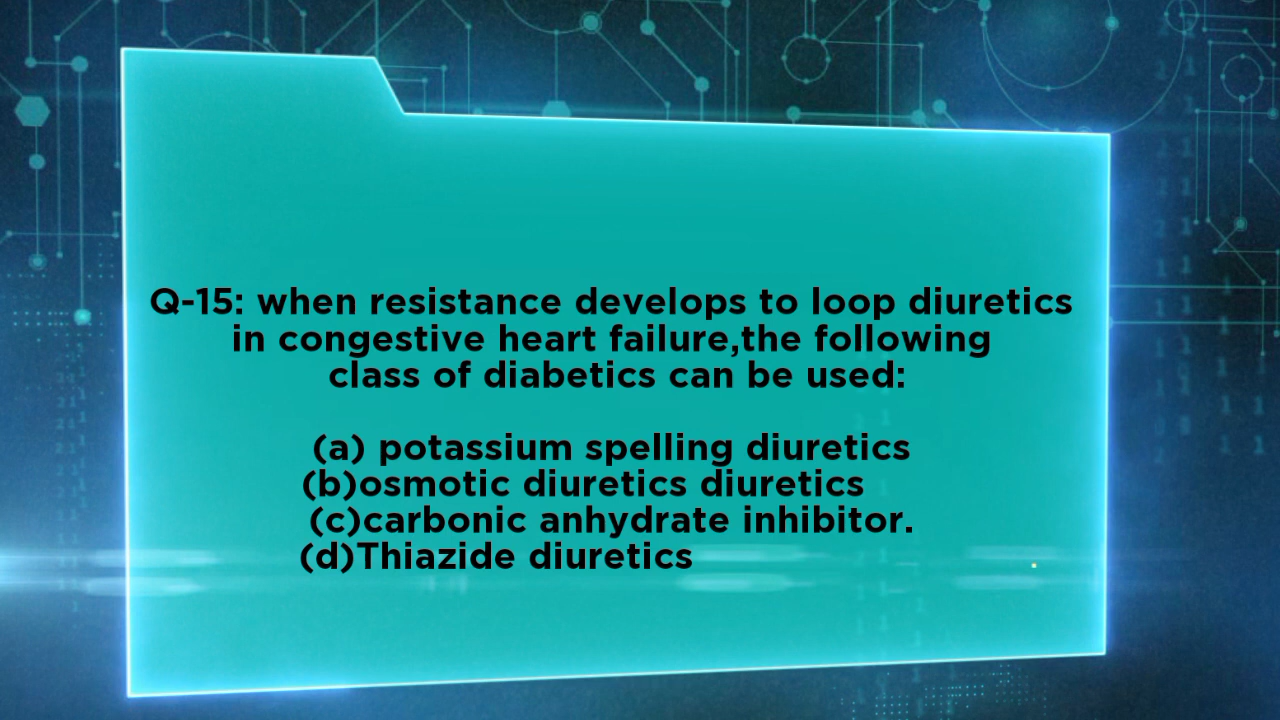 Q-15: when resistance develops to loop diuretics
in congestive heart failure,the following
class of diabetics can be used:
(a) potassium spelling diuretics
(b)osmotic diuretics diuretics
(c)carbonic anhydrate inhibitor.
(d)Thiazide diuretics